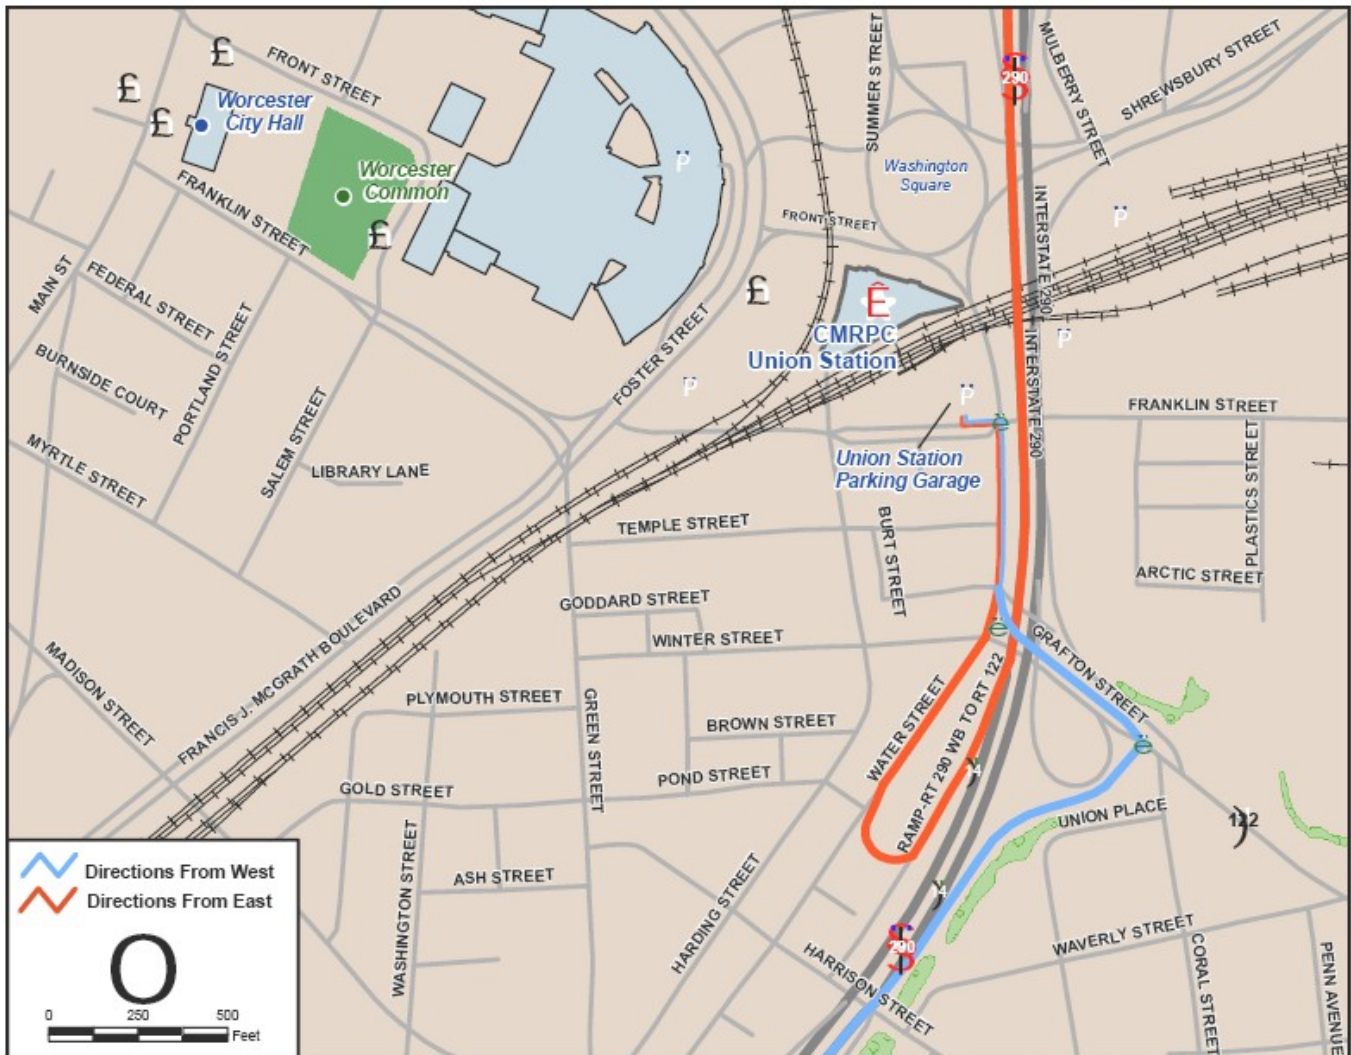 FRONT STREET
Worcester
City Hall
Worcester
Common
FRANKLIN STREET
SUMMER STREET
290
MULBERRY STREET
SHREWSBURY STREET
P
Washington
Square
FRONT STREET
P
INTERSTATE 290
MAIN ST
FEDERAL STREET
PORTLAND STREET
BURNSIDE COURT
CMRPC
Union Station
P
FOSTER STREET
P
P
INTERSTATE 290
FRANKLIN STREET
MYRTLE STREET
SALEM STREET
LIBRARY LANE
Union Station
Parking Garage
PLASTICS STREET
TEMPLE STREET
BURT STREET
ARCTIC STREET
GODDARD STREET
WINTER STREET
GRAFTON STREET
FRANCIS J. MCGRATH BOULEVARD
MADISON STREET
PLYMOUTH STREET
GREEN STREET
BROWN STREET
WATER STREET
RAMP-RT 290 WB TO RT 122
POND STREET
GOLD STREET
14
UNION PLACE
122
WASHINGTON STREET
ASH STREET
14
HARDING STREET
290
HARRISON STREET
WAVERLY STREET
CORAL STREET
PENN AVENUE
Directions From West
Directions From East
O
0 250 500
Feet